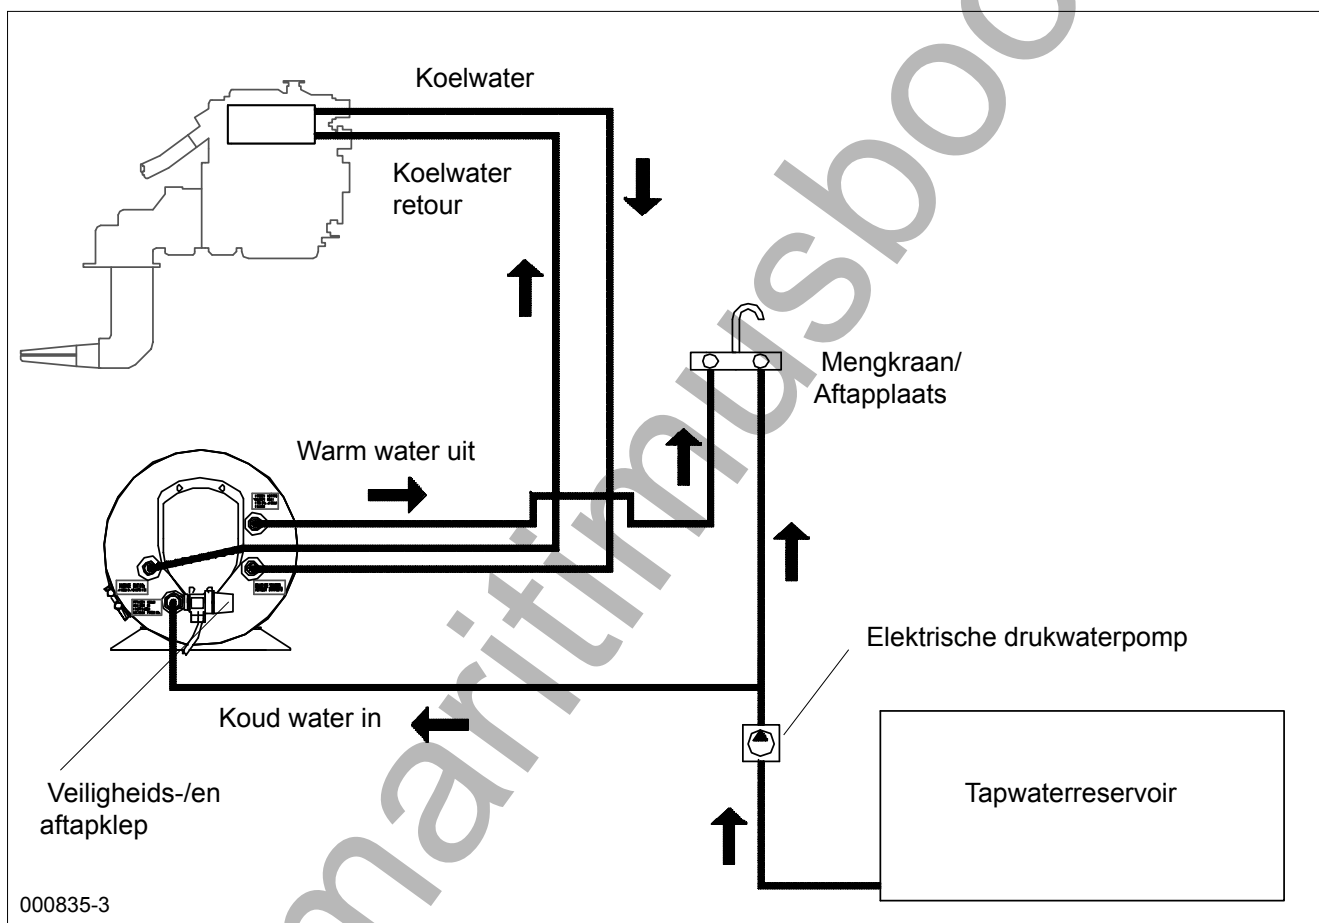 Koelwater
Koelwater
retour
Mengkraan/
Aftapplaats
Warm water uit
Elektrische drukwaterpomp
Koud water in
Veiligheids-/en
aftapklep
Tapwaterreservoir
000835-3
maritimusboo